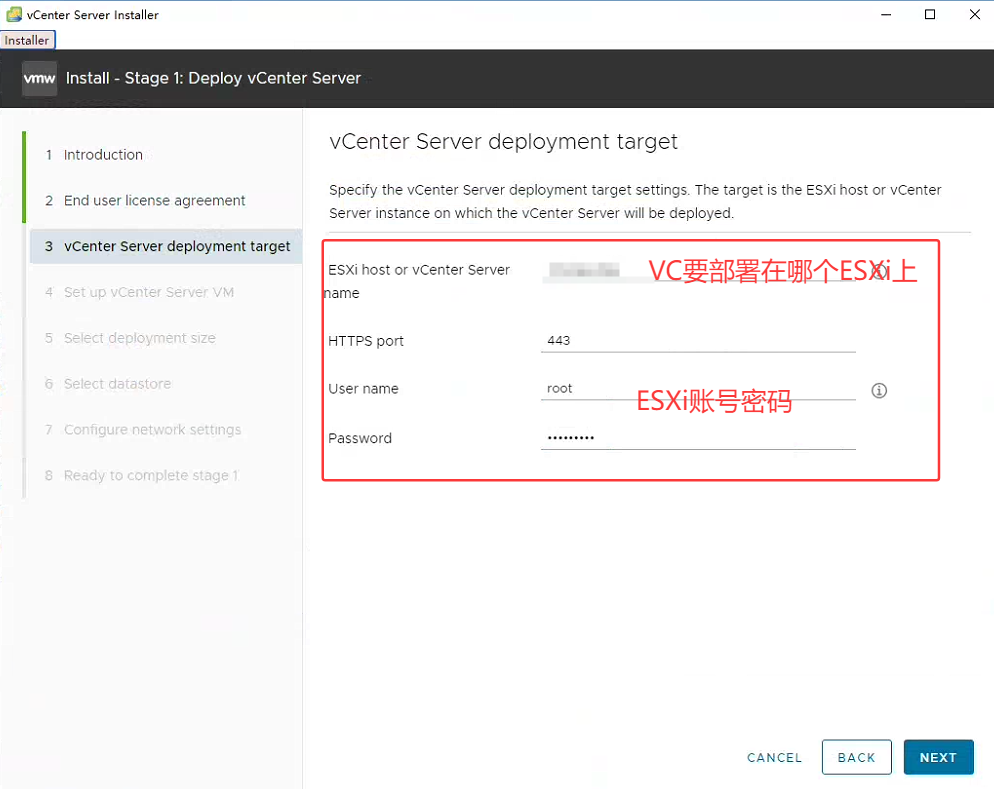 vCenter Server Installer
Installer
vmw Install - Stage 1: Deploy vCenter Server
1 Introduction
2 End user license agreement
3 vCenter Server deployment target
4 Set up vCenter Server VM
5 Select deployment size
6 Select datastore
7 Configure network settings
8 Ready to complete stage 1
vCenter Server deployment target
Specify the vCenter Server deployment target settings. The target is the ESXi host or vCenter
Server instance on which the vCenter Server will be deployed.
ESXi host or vCenter Server
name
VC要部署在哪个ESXi上
HTTPS port 443
User name root
ESXi账号密码
Password •••••••••
CANCEL BACK NEXT